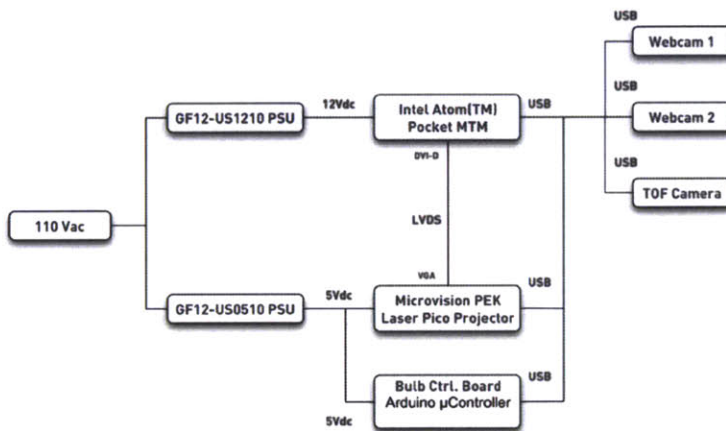 USB
Webcam 1
12Vdc
USB
USB
GF12-US1210 PSU
Intel Atom(TM)
Pocket MTM
Webcam 2
DVI-D
USB
TOF Camera
110 Vac
LVDS
VGA
5Vdc
USB
GF12-US0510 PSU
Microvision PEK
Laser Pico Projector
USB
Bulb Ctrl. Board
Arduino µController
5Vdc